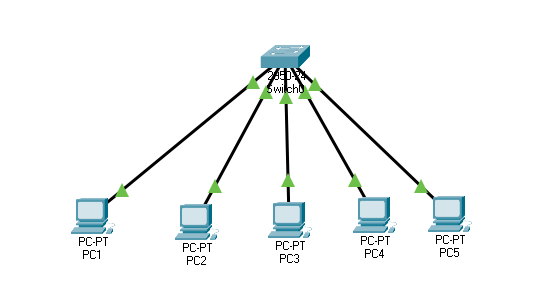 2950-24
Switch0
PC-PT
PC1
PC-PT
PC2
PC-PT
PC3
PC-PT
PC4
PC-PT
PC5